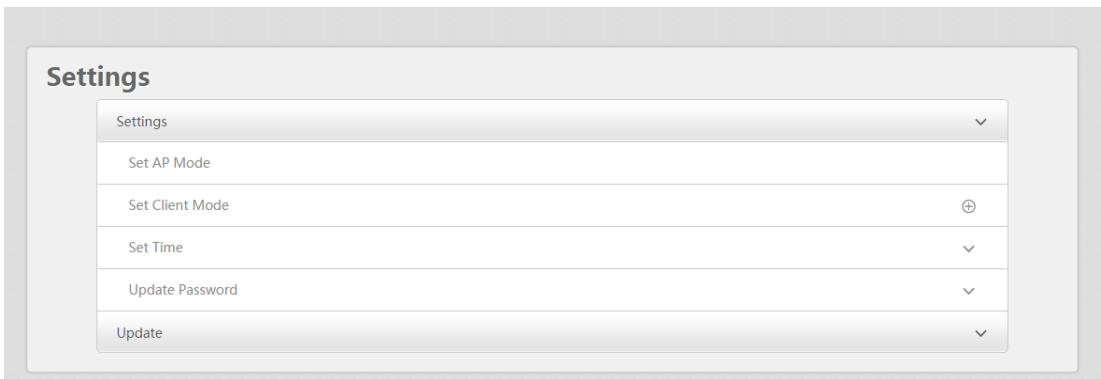 Settings
Settings
Set AP Mode
Set Client Mode
Set Time
Update Password
Update